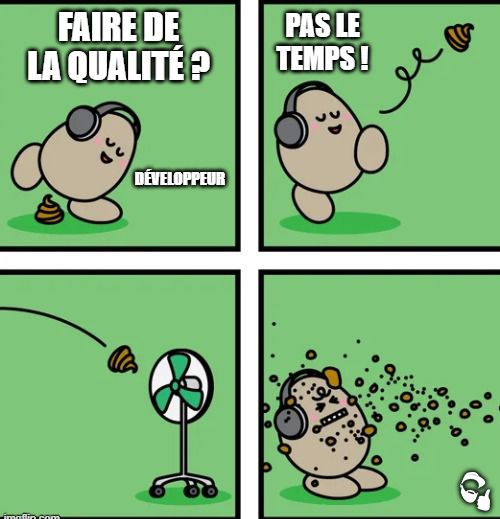 FAIRE DE
LA QUALITÉ ?
PAS LE
TEMPS !
DÉVELOPPEUR
imgflip.com